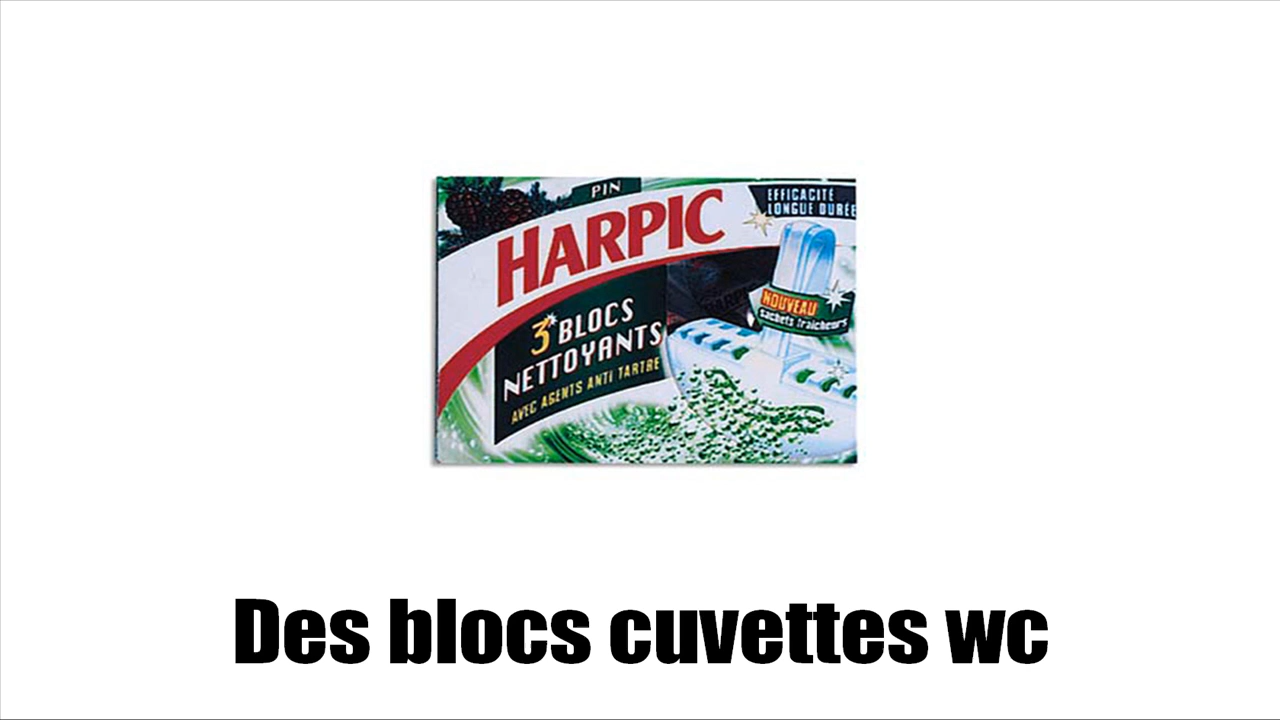 PIN
HARPIC
EFFICACITÉ
LONGUE DURÉE
NOUVEAU
sachets fraîcheurs
3 BLOCS
NETTOYANTS
AVEC AGENTS ANTI TARTRE
Des blocs cuvettes wc